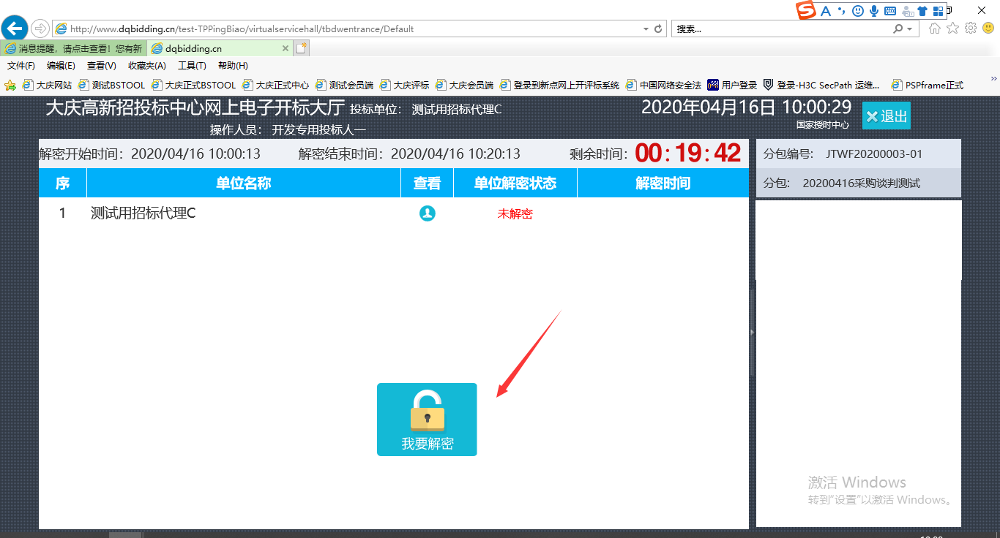 http://www.dqbidding.cn/test-TPPingBiao/virtualservicehall/tbdwentrance/Default
搜索...
消息提醒，请点击查看！您有新
dqbidding.cn
文件(F) 编辑(E) 查看(V) 收藏夹(A) 工具(T) 帮助(H)
大庆网站 测试BSTOOL 大庆正式BSTOOL 大庆正式中心 测试会员端 大庆评标 大庆会员端 登录到新点网上开评标系统 中国网络安全法 用户登录 登录-H3C SecPath 运维... PSPframe正式
大庆高新招投标中心网上电子开标大厅 投标单位： 测试用招标代理C
操作人员： 开发专用投标人一
2020年04月16日 10:00:29
国家授时中心
退出
解密开始时间：2020/04/16 10:00:13 解密结束时间：2020/04/16 10:20:13 剩余时间：00:19:42
序 单位名称 查看 单位解密状态 解密时间
1 测试用招标代理C 未解密
我要解密
分包编号： JTWF20200003-01
分包： 20200416采购谈判测试
激活 Windows
转到"设置"以激活 Windows。